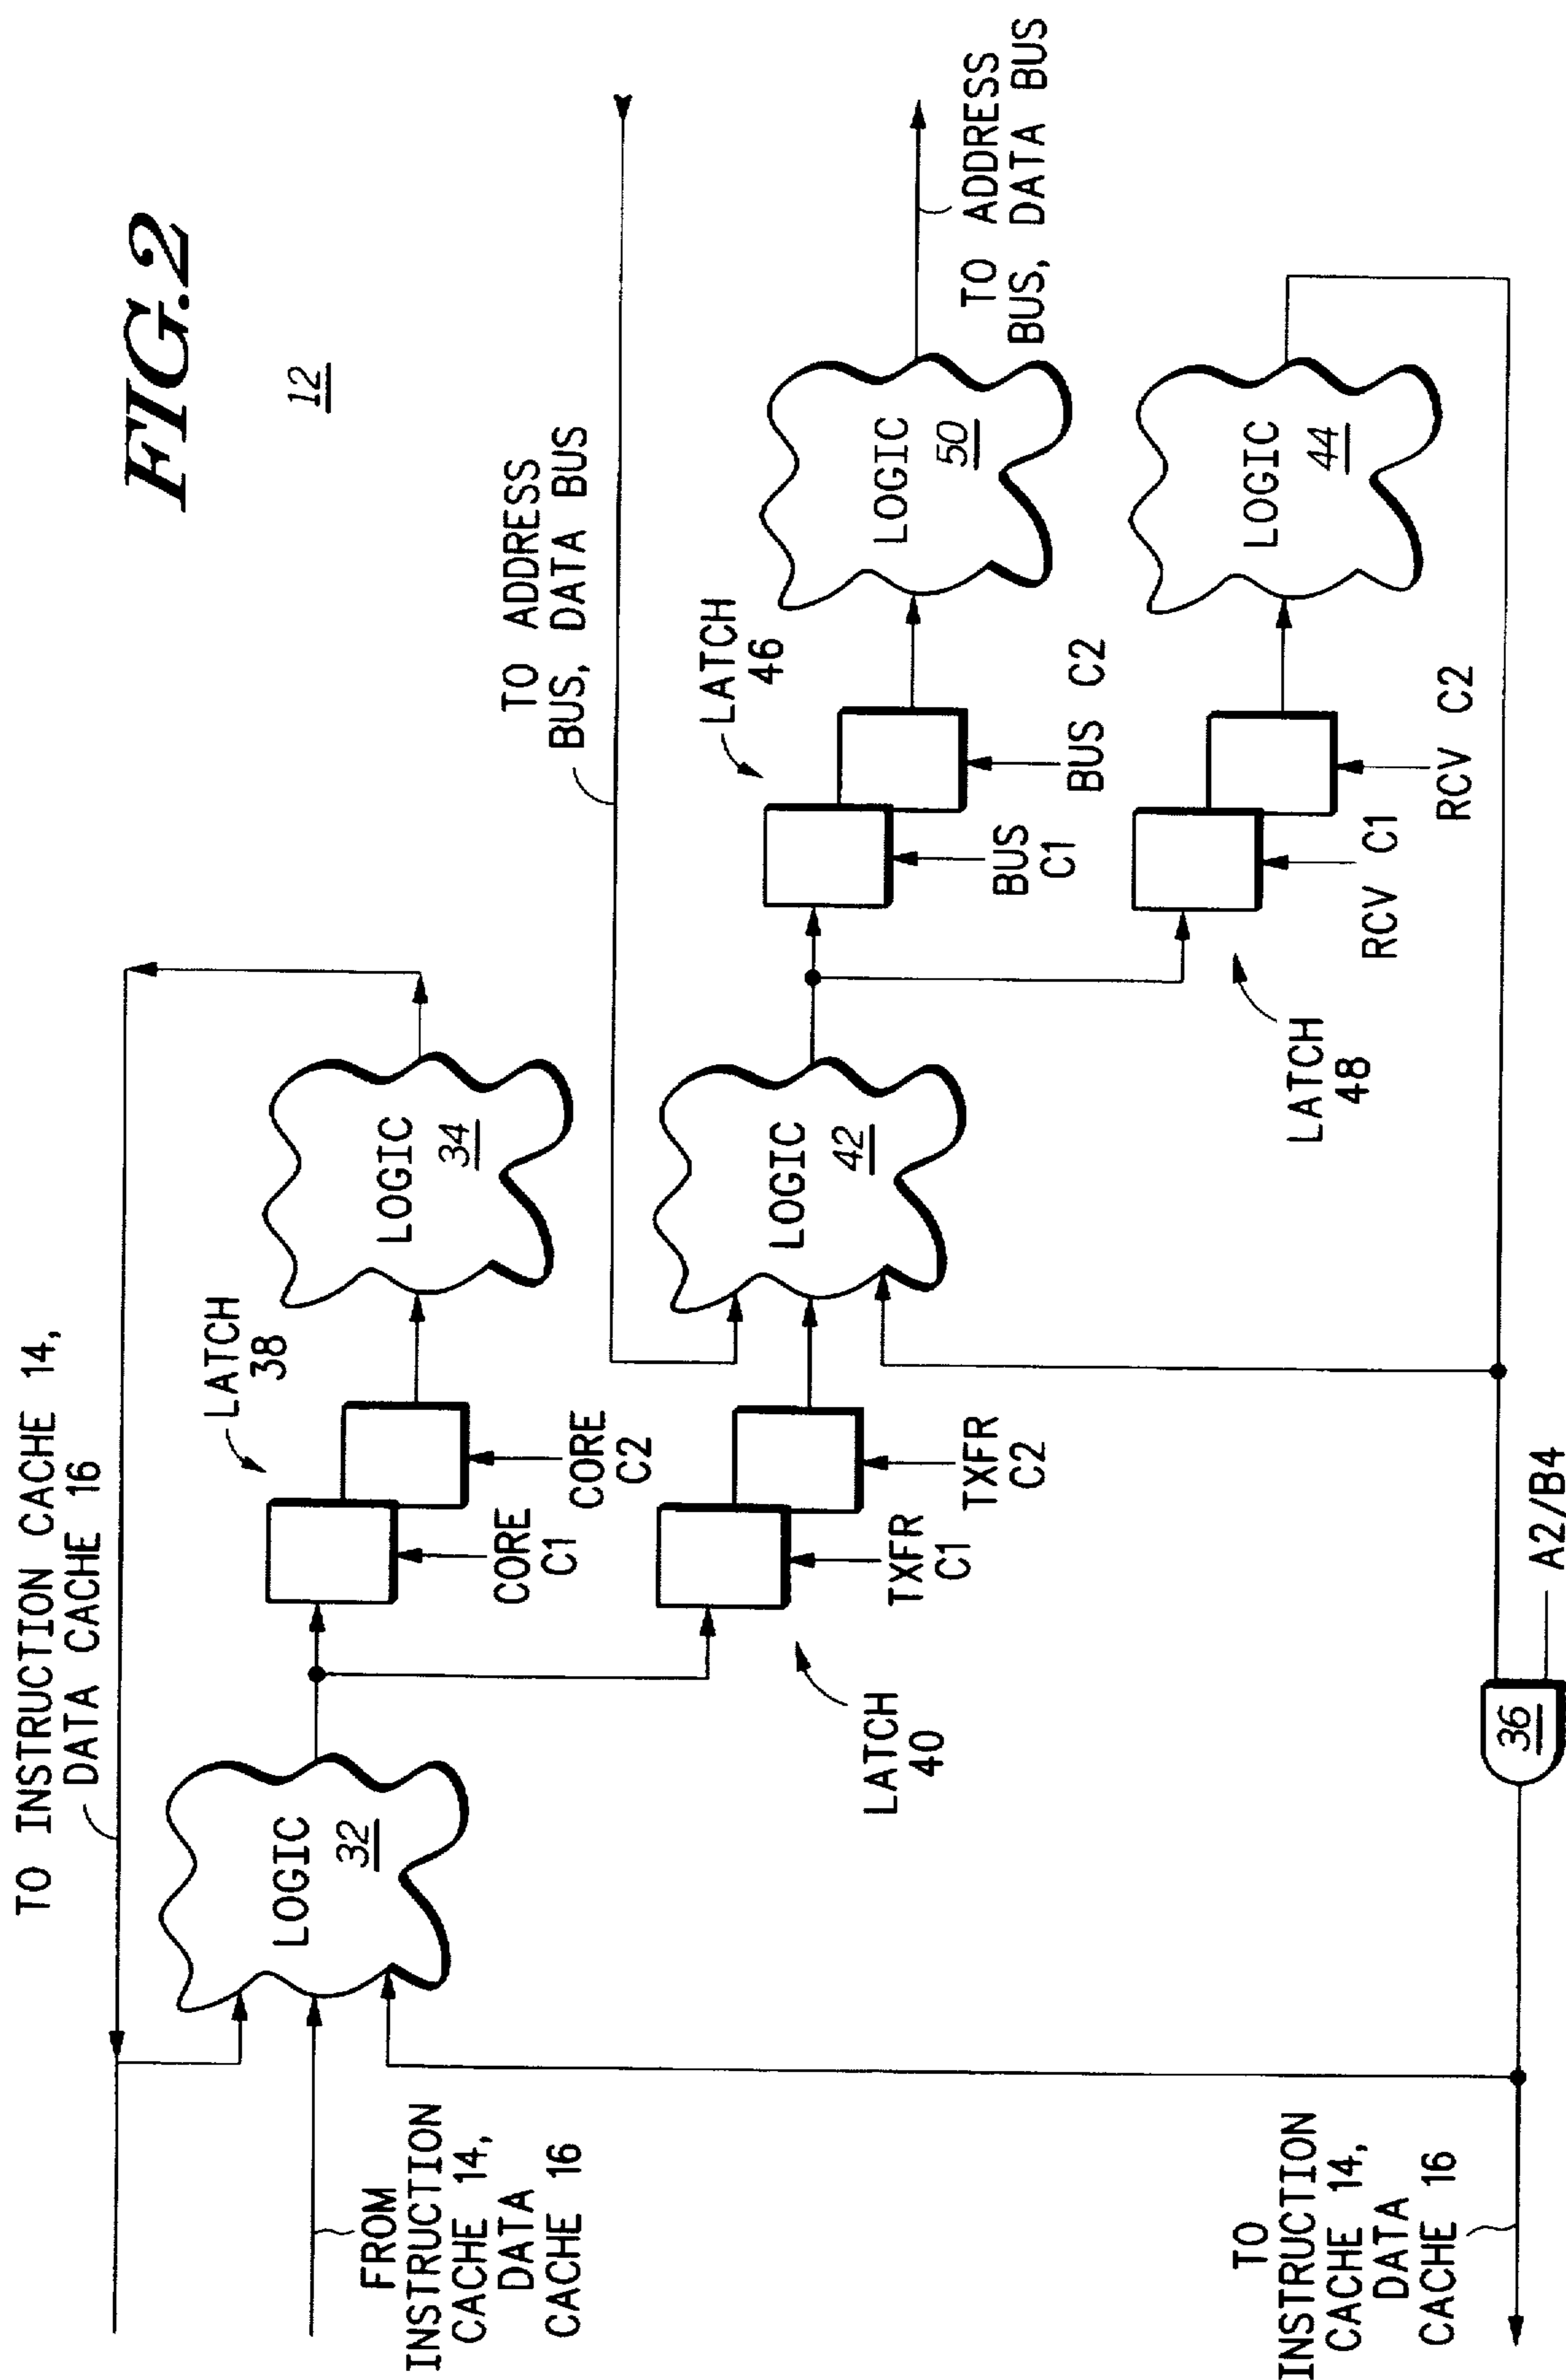 FIG.2
12
TO INSTRUCTION CACHE 14,
DATA CACHE 16
LOGIC
32
LATCH
38
CORE
C1
CORE
C2
LOGIC
34
TO ADDRESS
BUS, DATA BUS
FROM
INSTRUCTION
CACHE 14,
DATA
CACHE 16
LATCH
40
TXFR
C1
TXFR
C2
LOGIC
42
LATCH
46
BUS
C1
BUS C2
LOGIC
50
TO ADDRESS
BUS, DATA BUS
LATCH
48
RCV C1
RCV C2
LOGIC
44
TO
INSTRUCTION
CACHE 14,
DATA
CACHE 16
36
A2/B4